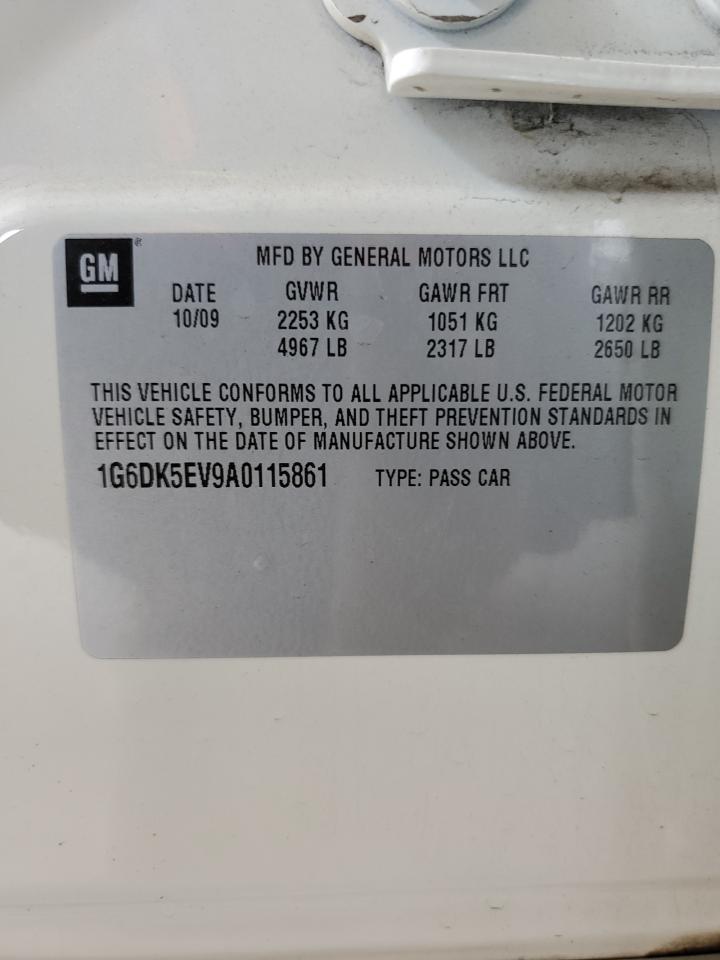 GM ®
MFD BY GENERAL MOTORS LLC
DATE GVWR GAWR FRT GAWR RR
10/09 2253 KG 1051 KG 1202 KG
4967 LB 2317 LB 2650 LB
THIS VEHICLE CONFORMS TO ALL APPLICABLE U.S. FEDERAL MOTOR
VEHICLE SAFETY, BUMPER, AND THEFT PREVENTION STANDARDS IN
EFFECT ON THE DATE OF MANUFACTURE SHOWN ABOVE.
1G6DK5EV9A0115861 TYPE: PASS CAR